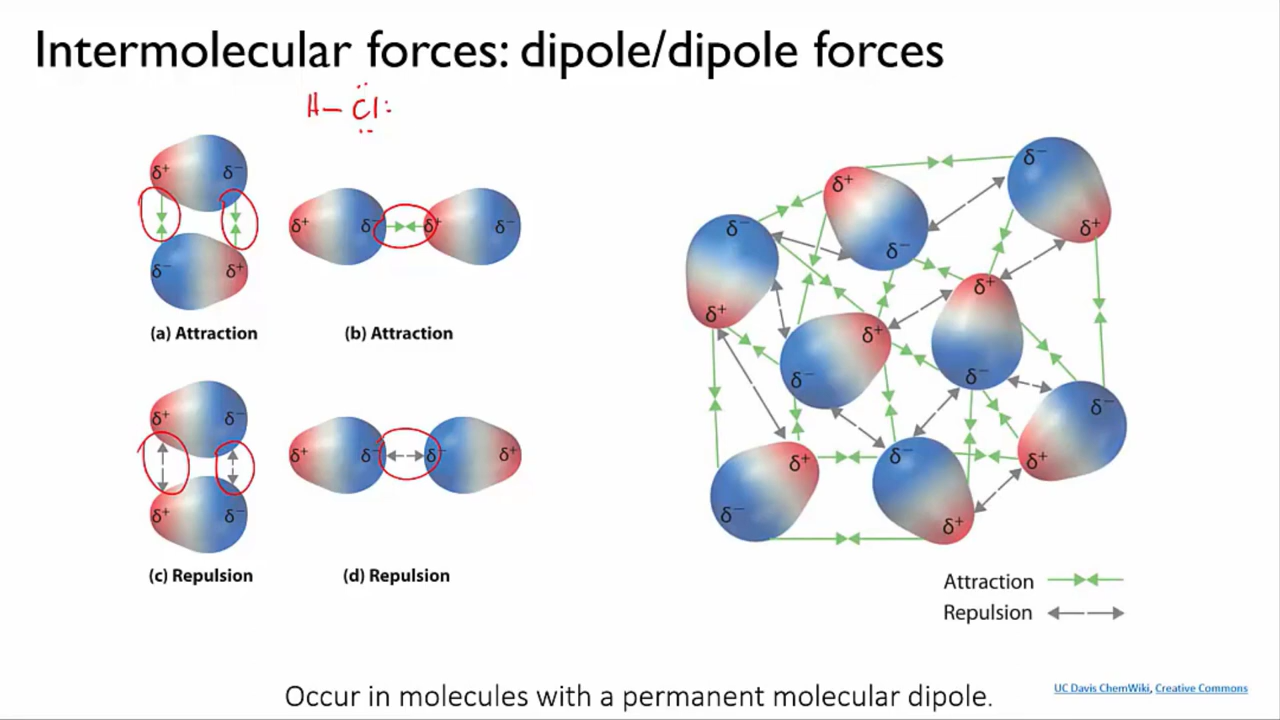 Intermolecular forces: dipole/dipole forces
H– C̈l:
δ⁺ δ⁻
δ⁻ δ⁺
(a) Attraction
δ⁺ δ⁻ δ⁺ δ⁻
(b) Attraction
δ⁺ δ⁻
δ⁺ δ⁻
(c) Repulsion
δ⁺ δ⁻ δ⁻ δ⁺
(d) Repulsion
δ⁻ δ⁺
δ⁺ δ⁻
δ⁻ δ⁺
δ⁺ δ⁻
δ⁺ δ⁻
δ⁻ δ⁺
δ⁺ δ⁻
δ⁻ δ⁺
Attraction
Repulsion
Occur in molecules with a permanent molecular dipole.
UC Davis ChemWiki, Creative Commons